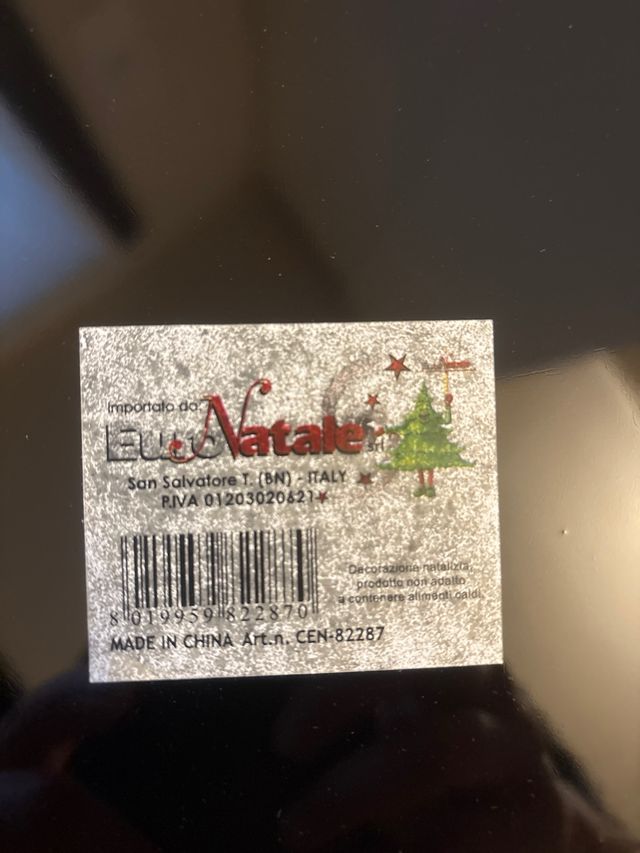 Importato da:
EuroNatale srl
San Salvatore T. (BN) - ITALY
P.IVA 01203020621
Decorazione natalizia,
prodotto non adatto
a contenere alimenti caldi.
8 019959 822870
MADE IN CHINA Art.n. CEN-82287